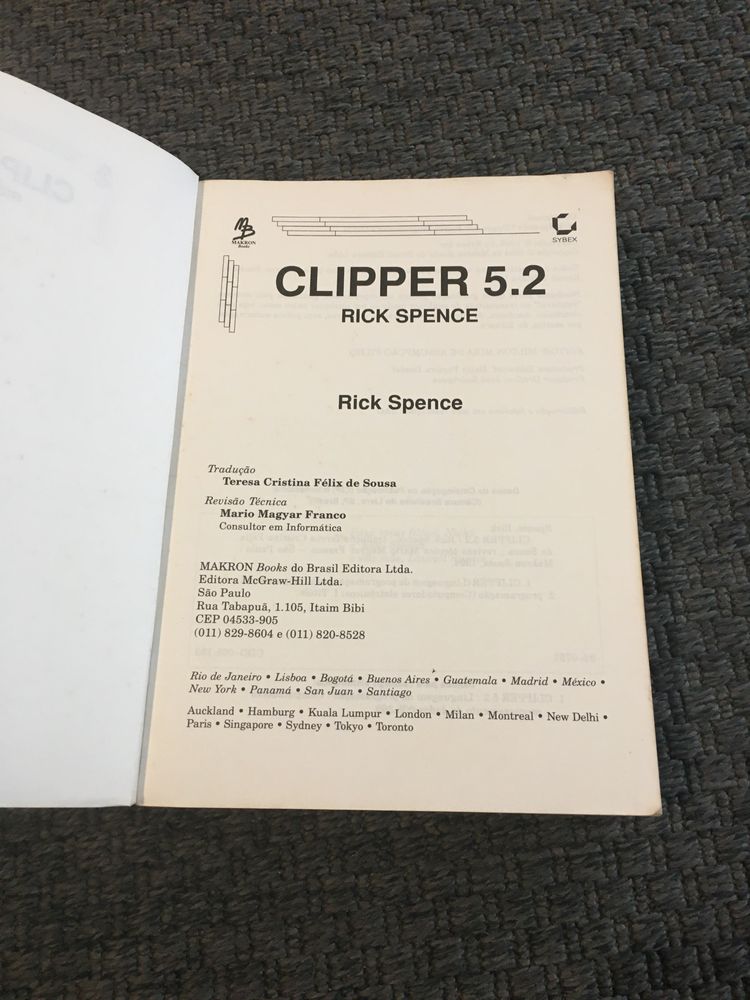 MAKRON
Books
SYBEX
CLIPPER 5.2
RICK SPENCE
Rick Spence
Tradução
Teresa Cristina Félix de Sousa
Revisão Técnica
Mario Magyar Franco
Consultor em Informática
MAKRON Books do Brasil Editora Ltda.
Editora McGraw-Hill Ltda.
São Paulo
Rua Tabapuã, 1.105, Itaim Bibi
CEP 04533-905
(011) 829-8604 e (011) 820-8528
Rio de Janeiro • Lisboa • Bogotá • Buenos Aires • Guatemala • Madrid • México •
New York • Panamá • San Juan • Santiago
Auckland • Hamburg • Kuala Lumpur • London • Milan • Montreal • New Delhi •
Paris • Singapore • Sydney • Tokyo • Toronto